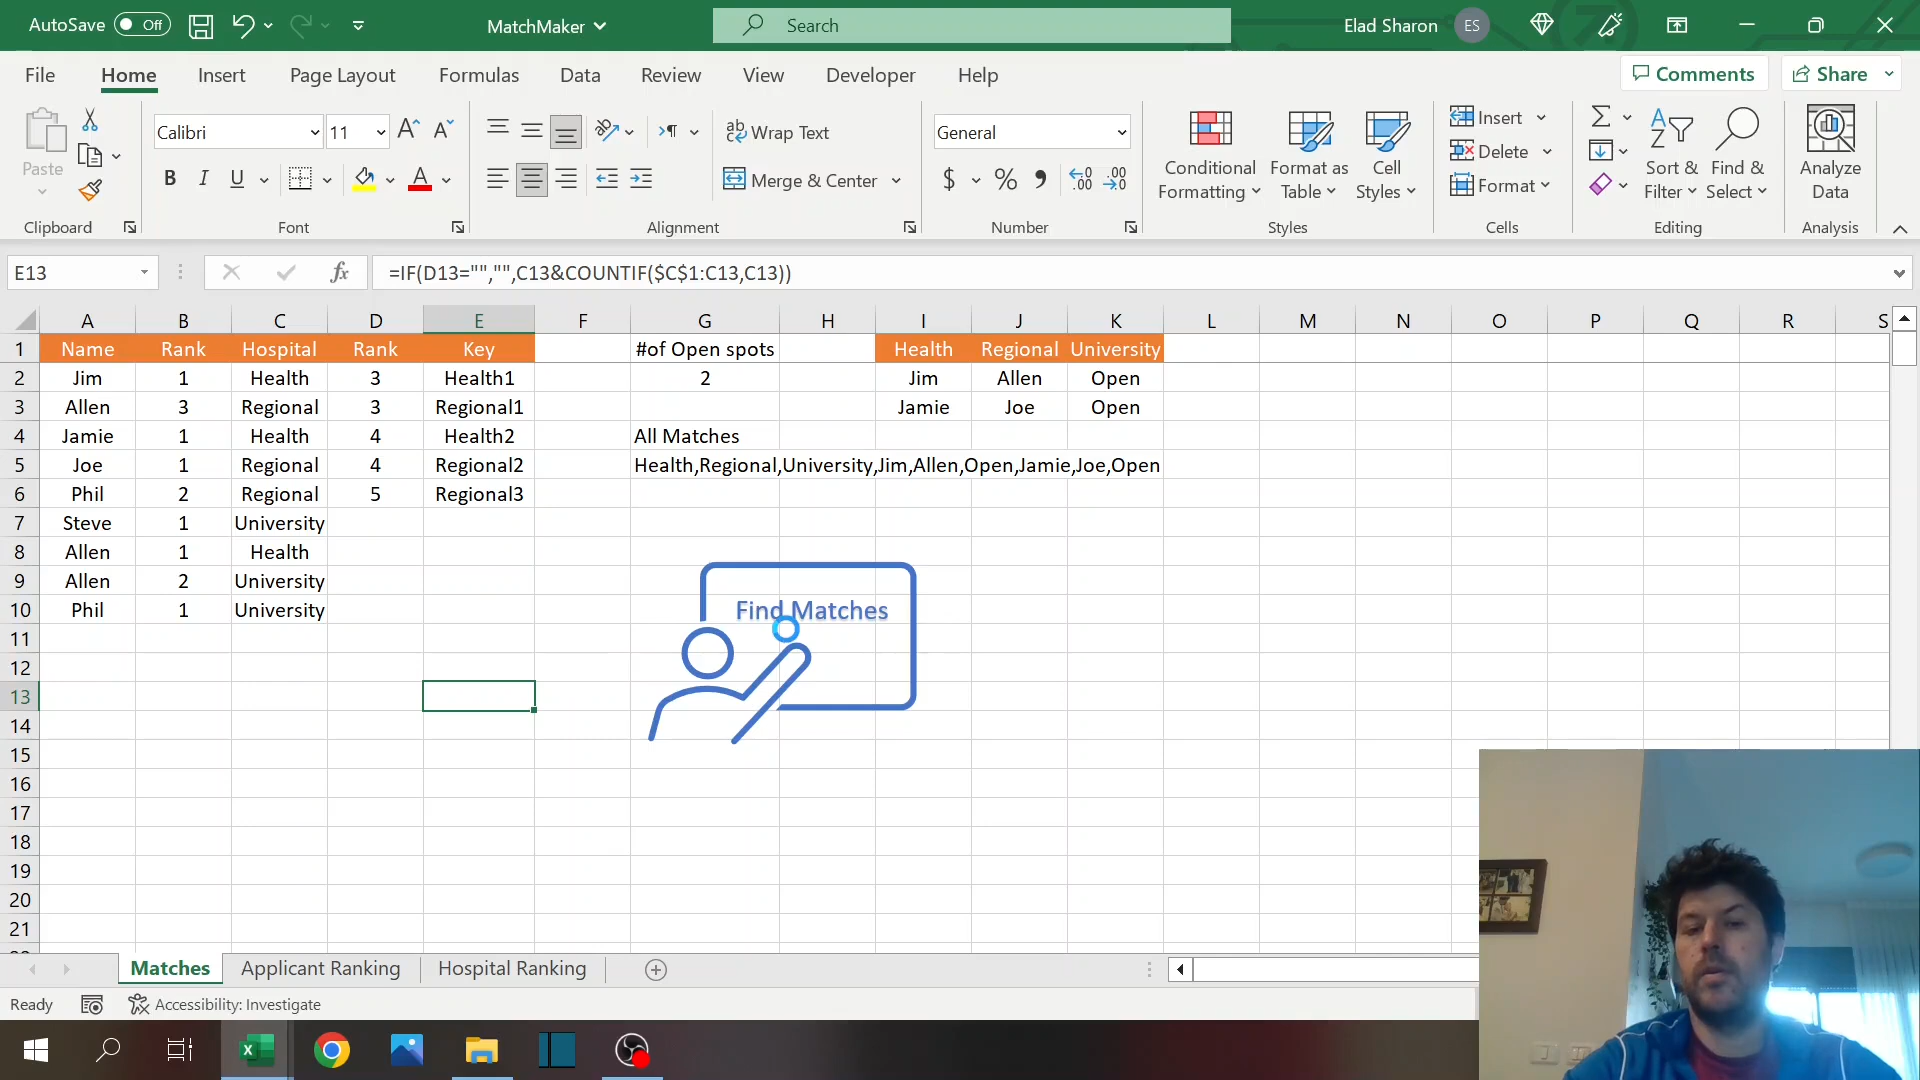 AutoSave Off MatchMaker Search Elad Sharon ES
File Home Insert Page Layout Formulas Data Review View Developer Help Comments Share
Calibri 11 Wrap Text General Insert
Paste B I U Merge & Center $ % Conditional Formatting Format as Table Cell Styles Delete Format Sort & Filter Find & Select Analyze Data
Clipboard Font Alignment Number Styles Cells Editing Analysis
E13 fx =IF(D13="","",C13&COUNTIF($C$1:C13,C13))
A B C D E F G H I J K L M N O P Q R S
1 Name Rank Hospital Rank Key #of Open spots Health Regional University
2 Jim 1 Health 3 Health1 2 Jim Allen Open
3 Allen 3 Regional 3 Regional1 Jamie Joe Open
4 Jamie 1 Health 4 Health2 All Matches
5 Joe 1 Regional 4 Regional2 Health,Regional,University,Jim,Allen,Open,Jamie,Joe,Open
6 Phil 2 Regional 5 Regional3
7 Steve 1 University
8 Allen 1 Health
9 Allen 2 University
10 Phil 1 University Find Matches
11
12
13
14
15
16
17
18
19
20
21
Matches Applicant Ranking Hospital Ranking
Ready Accessibility: Investigate